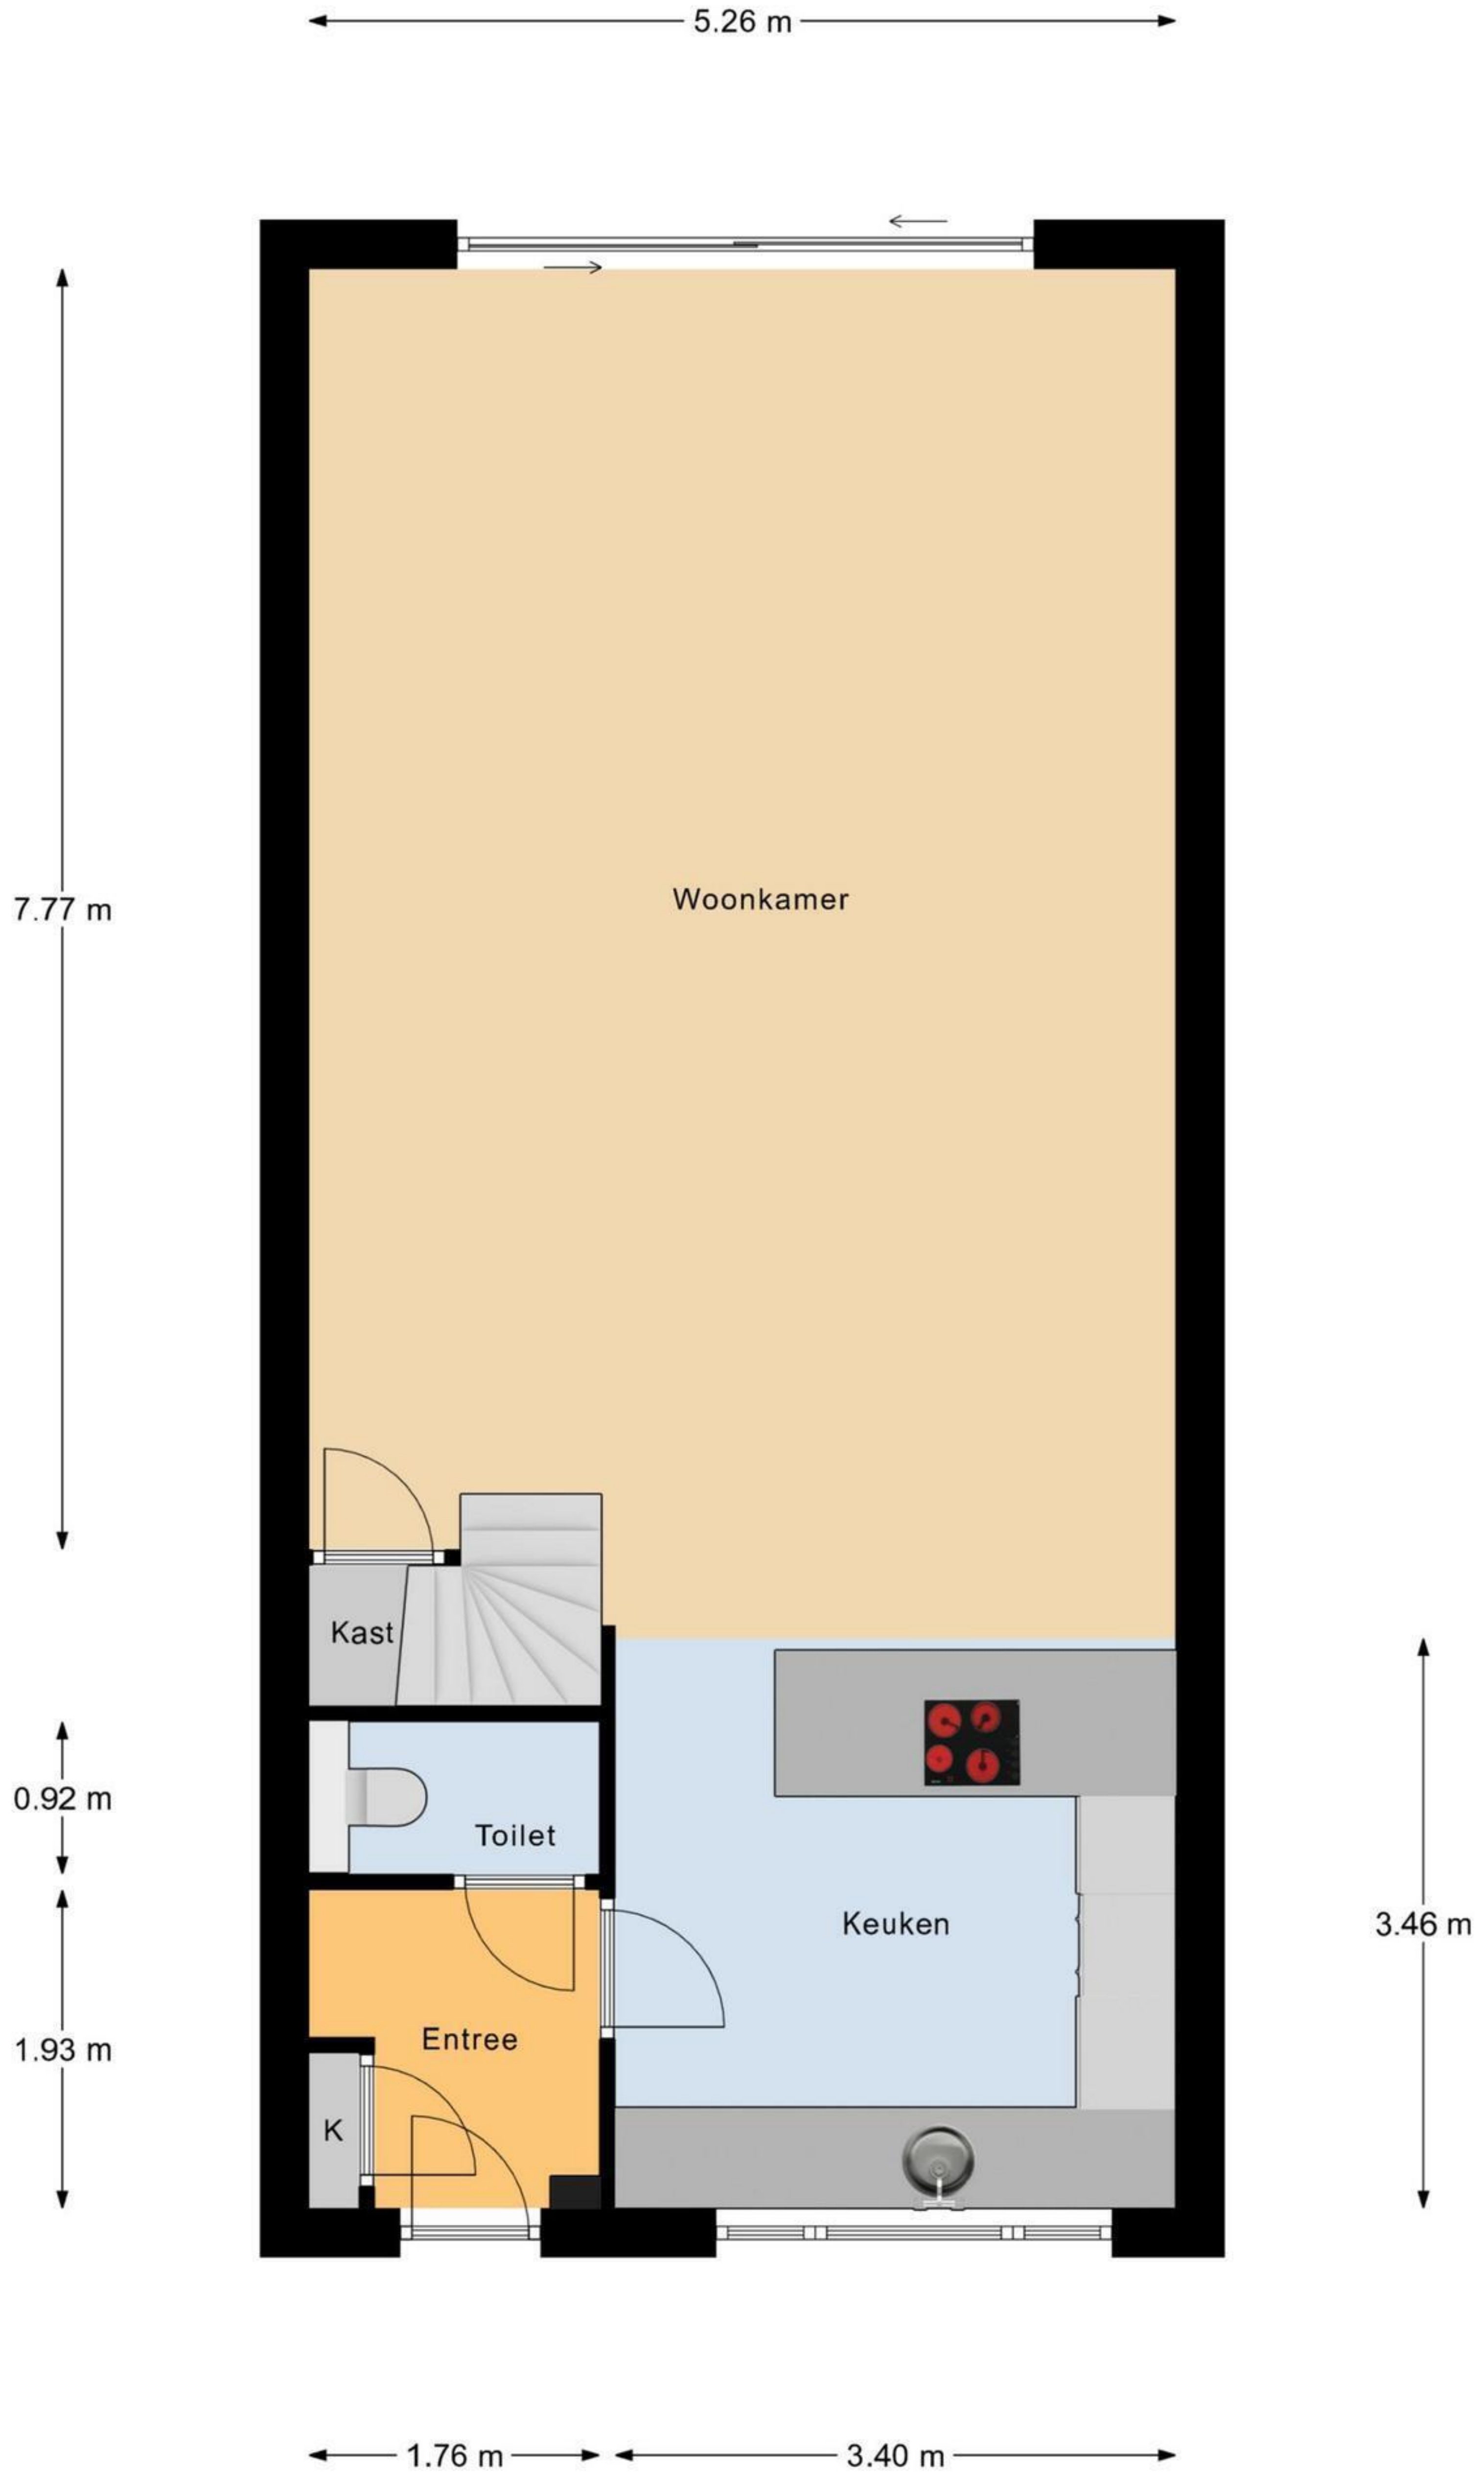 5.26 m
Woonkamer
7.77 m
Kast
0.92 m
Toilet
Keuken
3.46 m
Entree
1.93 m
K
1.76 m
3.40 m